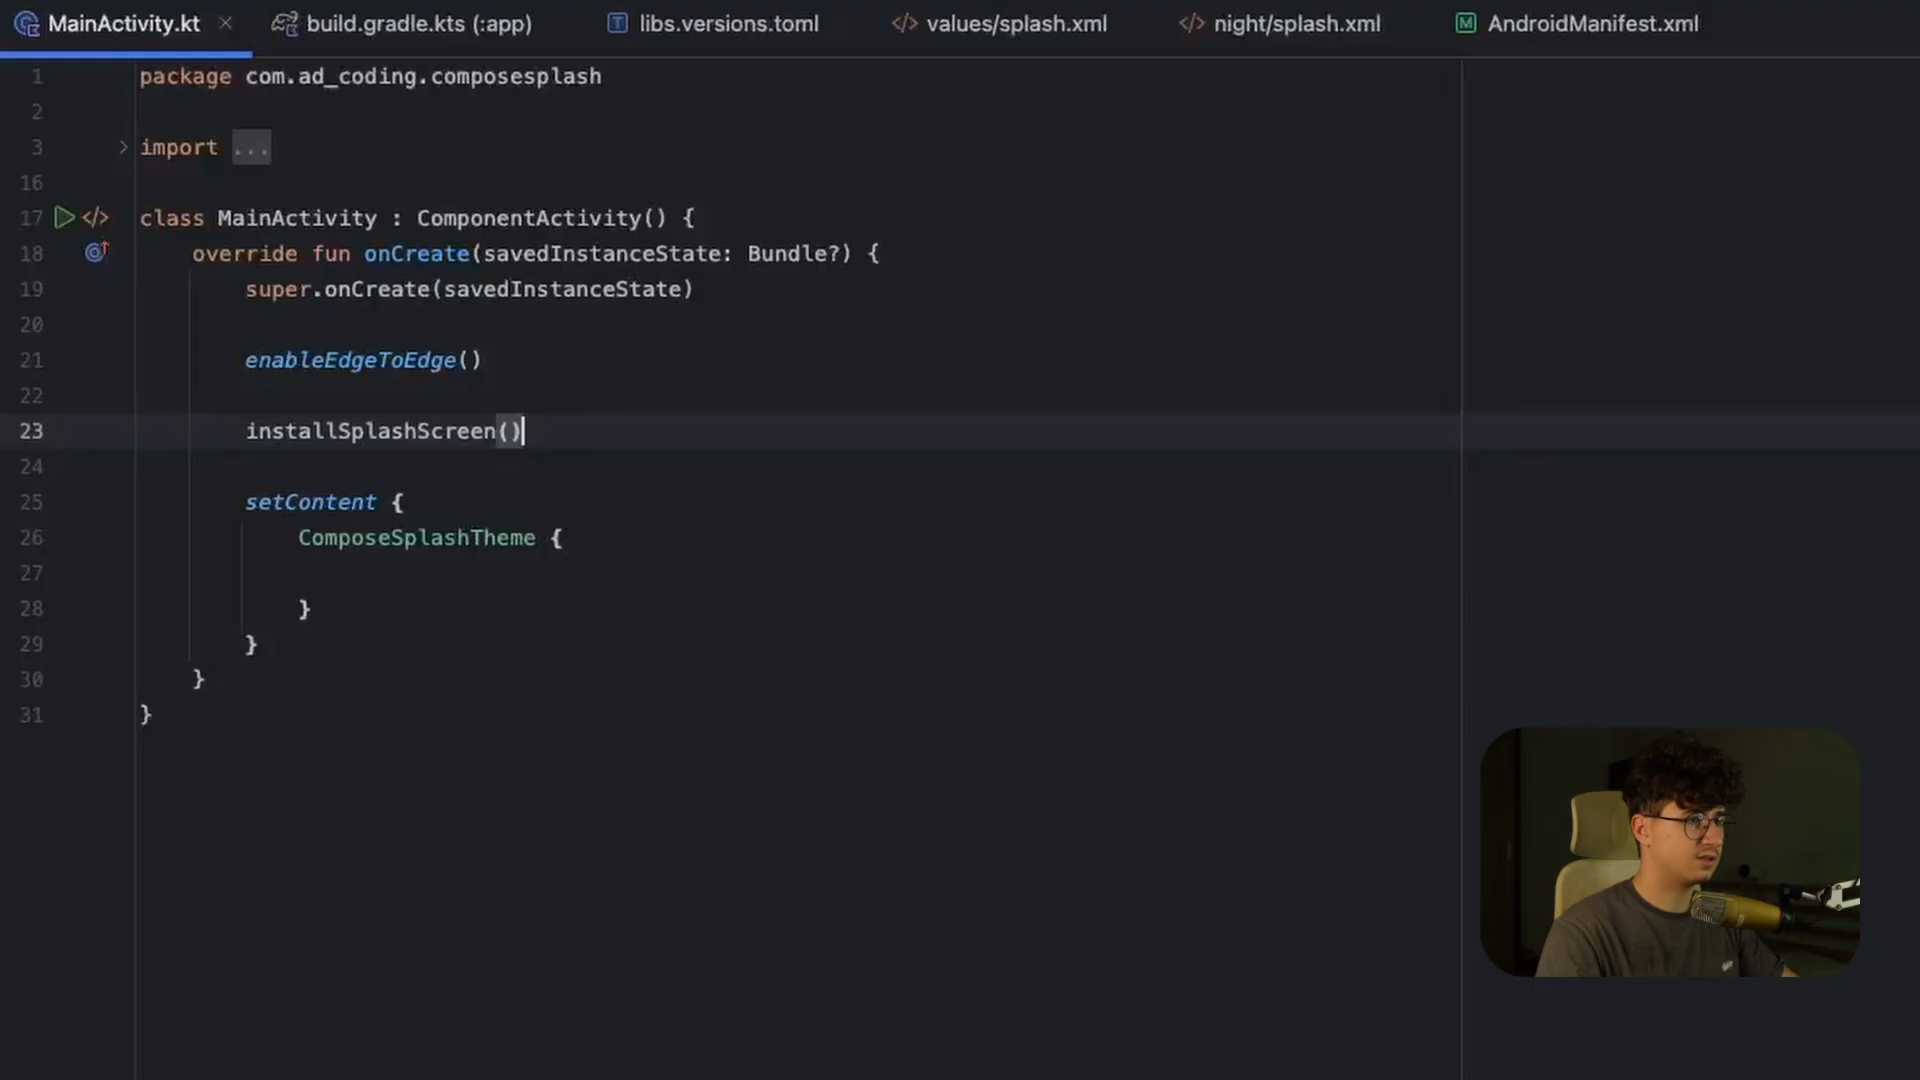 MainActivity.kt
build.gradle.kts (:app)
libs.versions.toml
values/splash.xml
night/splash.xml
AndroidManifest.xml
1 package com.ad_coding.composesplash
2
3 import ...
16
17 class MainActivity : ComponentActivity() {
18 override fun onCreate(savedInstanceState: Bundle?) {
19 super.onCreate(savedInstanceState)
20
21 enableEdgeToEdge()
22
23 installSplashScreen()
24
25 setContent {
26 ComposeSplashTheme {
27
28 }
29 }
30 }
31 }